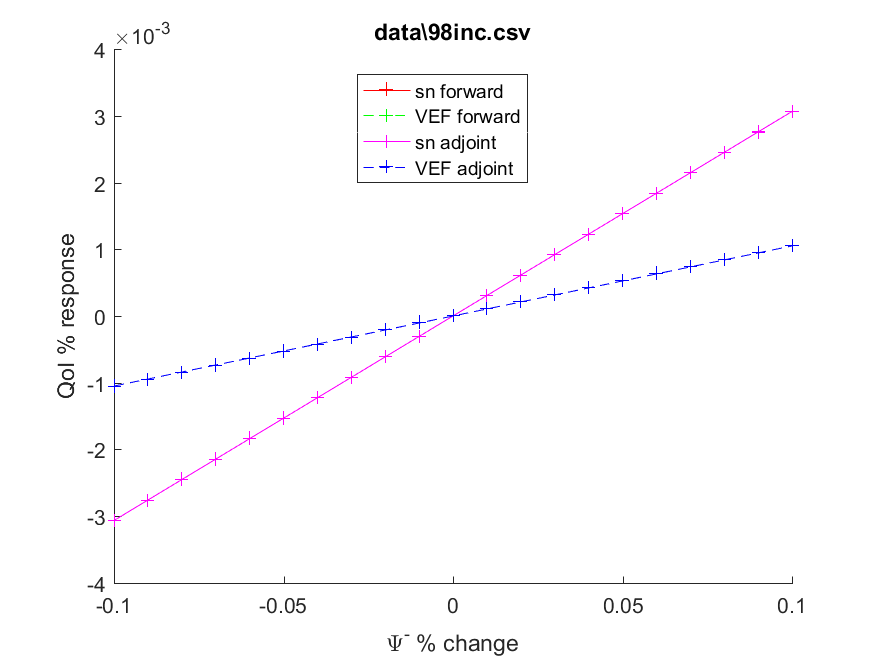 data\98inc.csv
×10-3
sn forward
VEF forward
sn adjoint
VEF adjoint
4
3
2
1
0
-1
-2
-3
-4
QoI % response
-0.1 -0.05 0 0.05 0.1
Ψ- % change